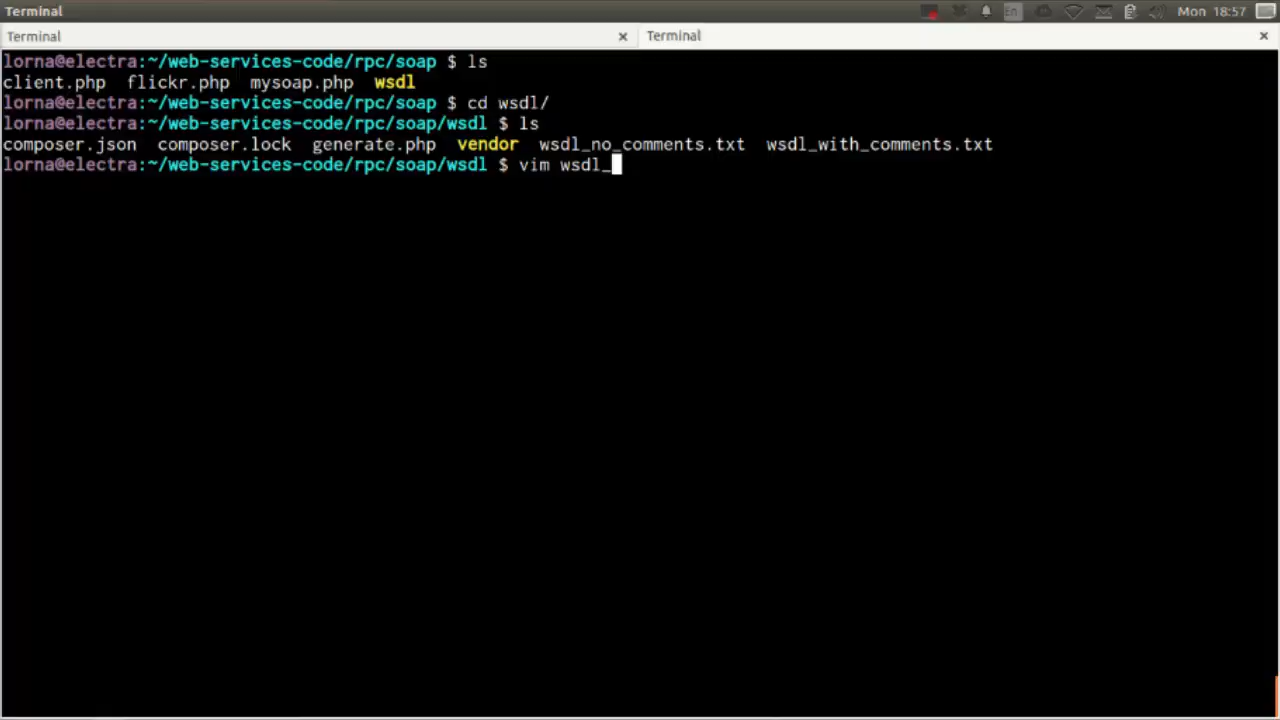 Terminal
En
Mon 18:57
Terminal × Terminal ×
lorna@electra:~/web-services-code/rpc/soap $ ls
client.php flickr.php mysoap.php wsdl
lorna@electra:~/web-services-code/rpc/soap $ cd wsdl/
lorna@electra:~/web-services-code/rpc/soap/wsdl $ ls
composer.json composer.lock generate.php vendor wsdl_no_comments.txt wsdl_with_comments.txt
lorna@electra:~/web-services-code/rpc/soap/wsdl $ vim wsdl_